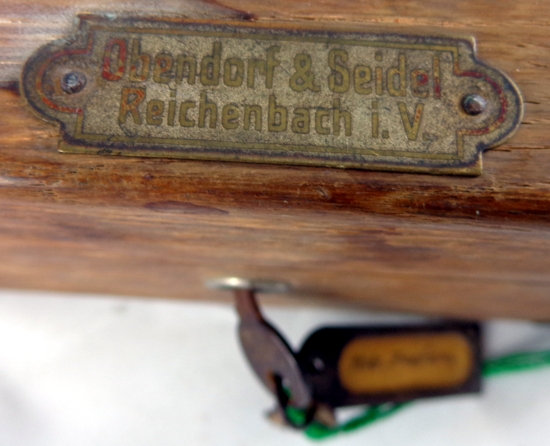 Obendorf & Seidel
Reichenbach i. V.